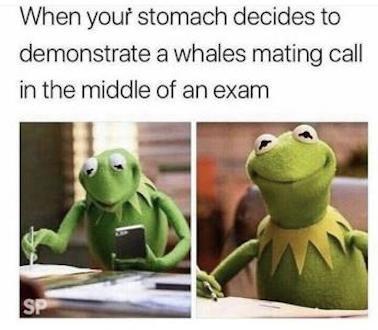 When your stomach decides to
demonstrate a whales mating call
in the middle of an exam
SP